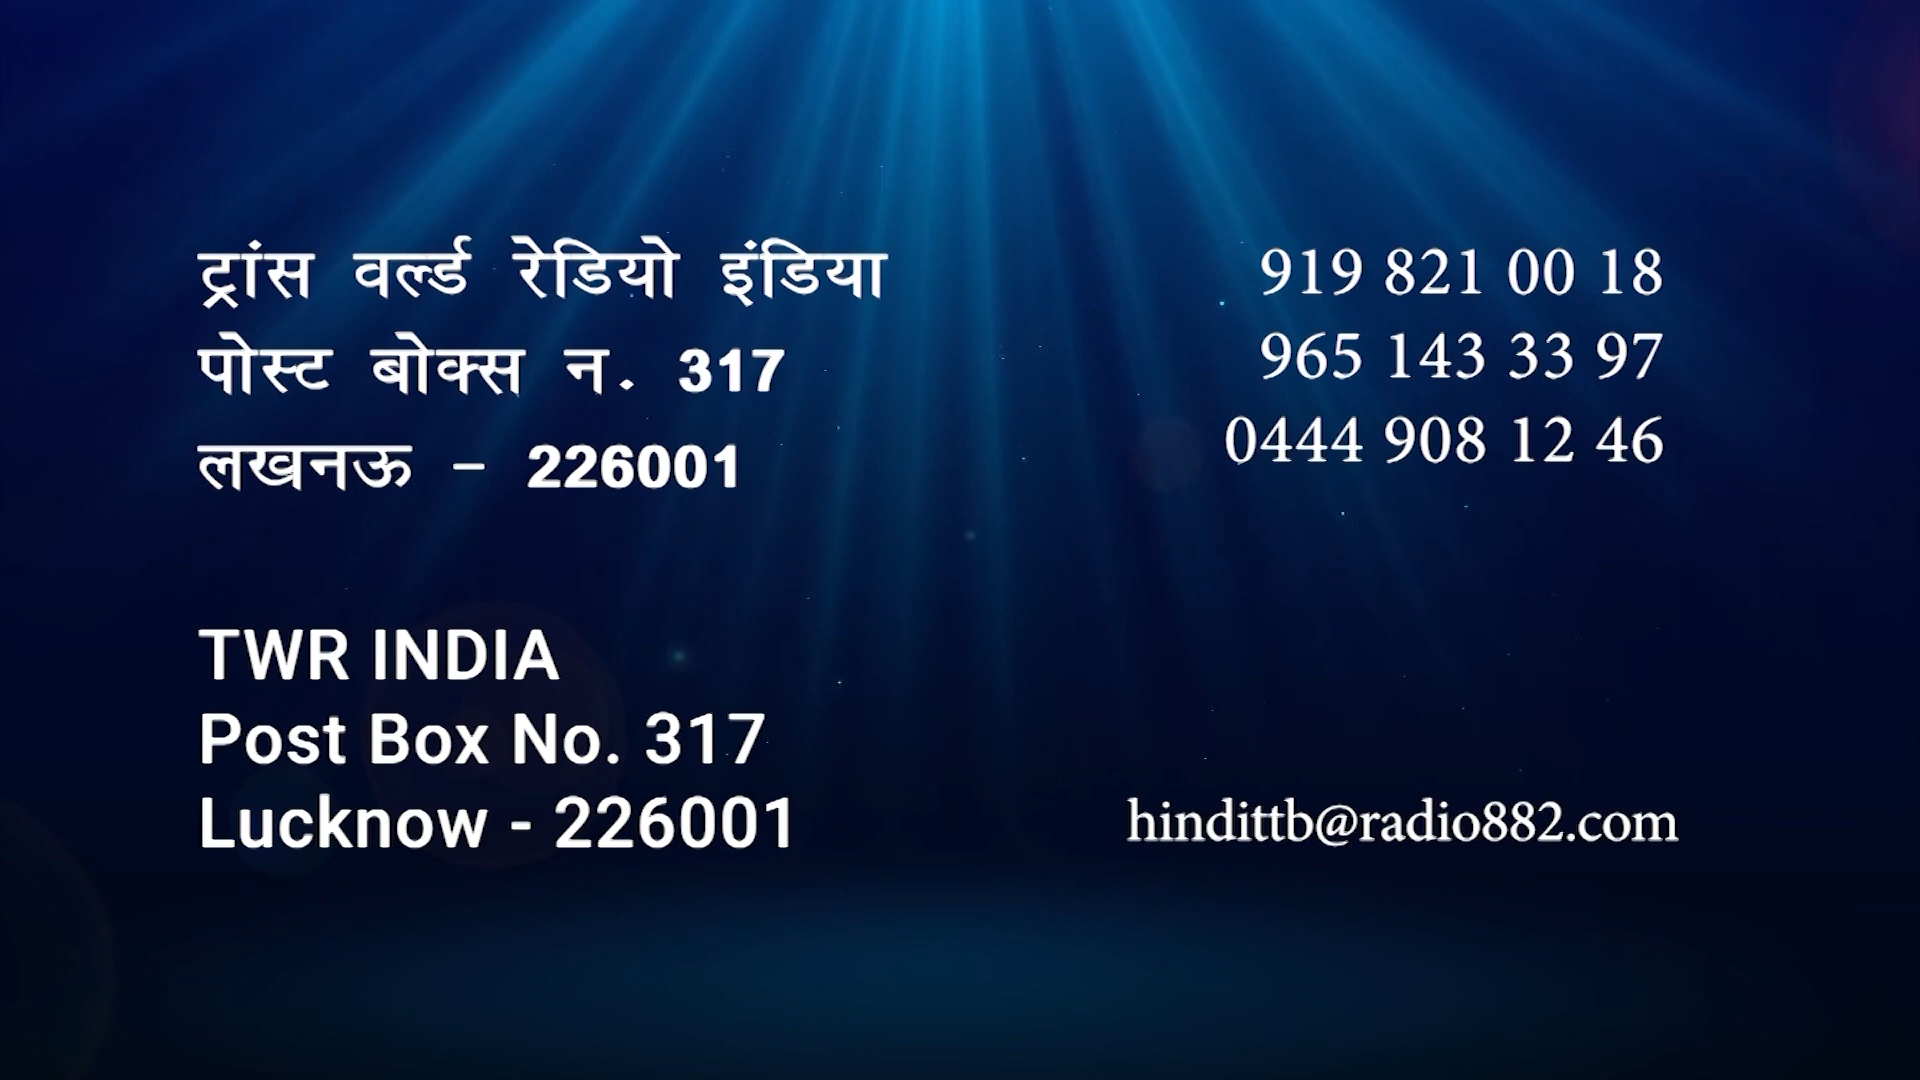 ट्रांस वर्ल्ड रेडियो इंडिया
पोस्ट बोक्स न. 317
लखनऊ - 226001
TWR INDIA
Post Box No. 317
Lucknow - 226001
919 821 00 18
965 143 33 97
0444 908 12 46
hindittb@radio882.com